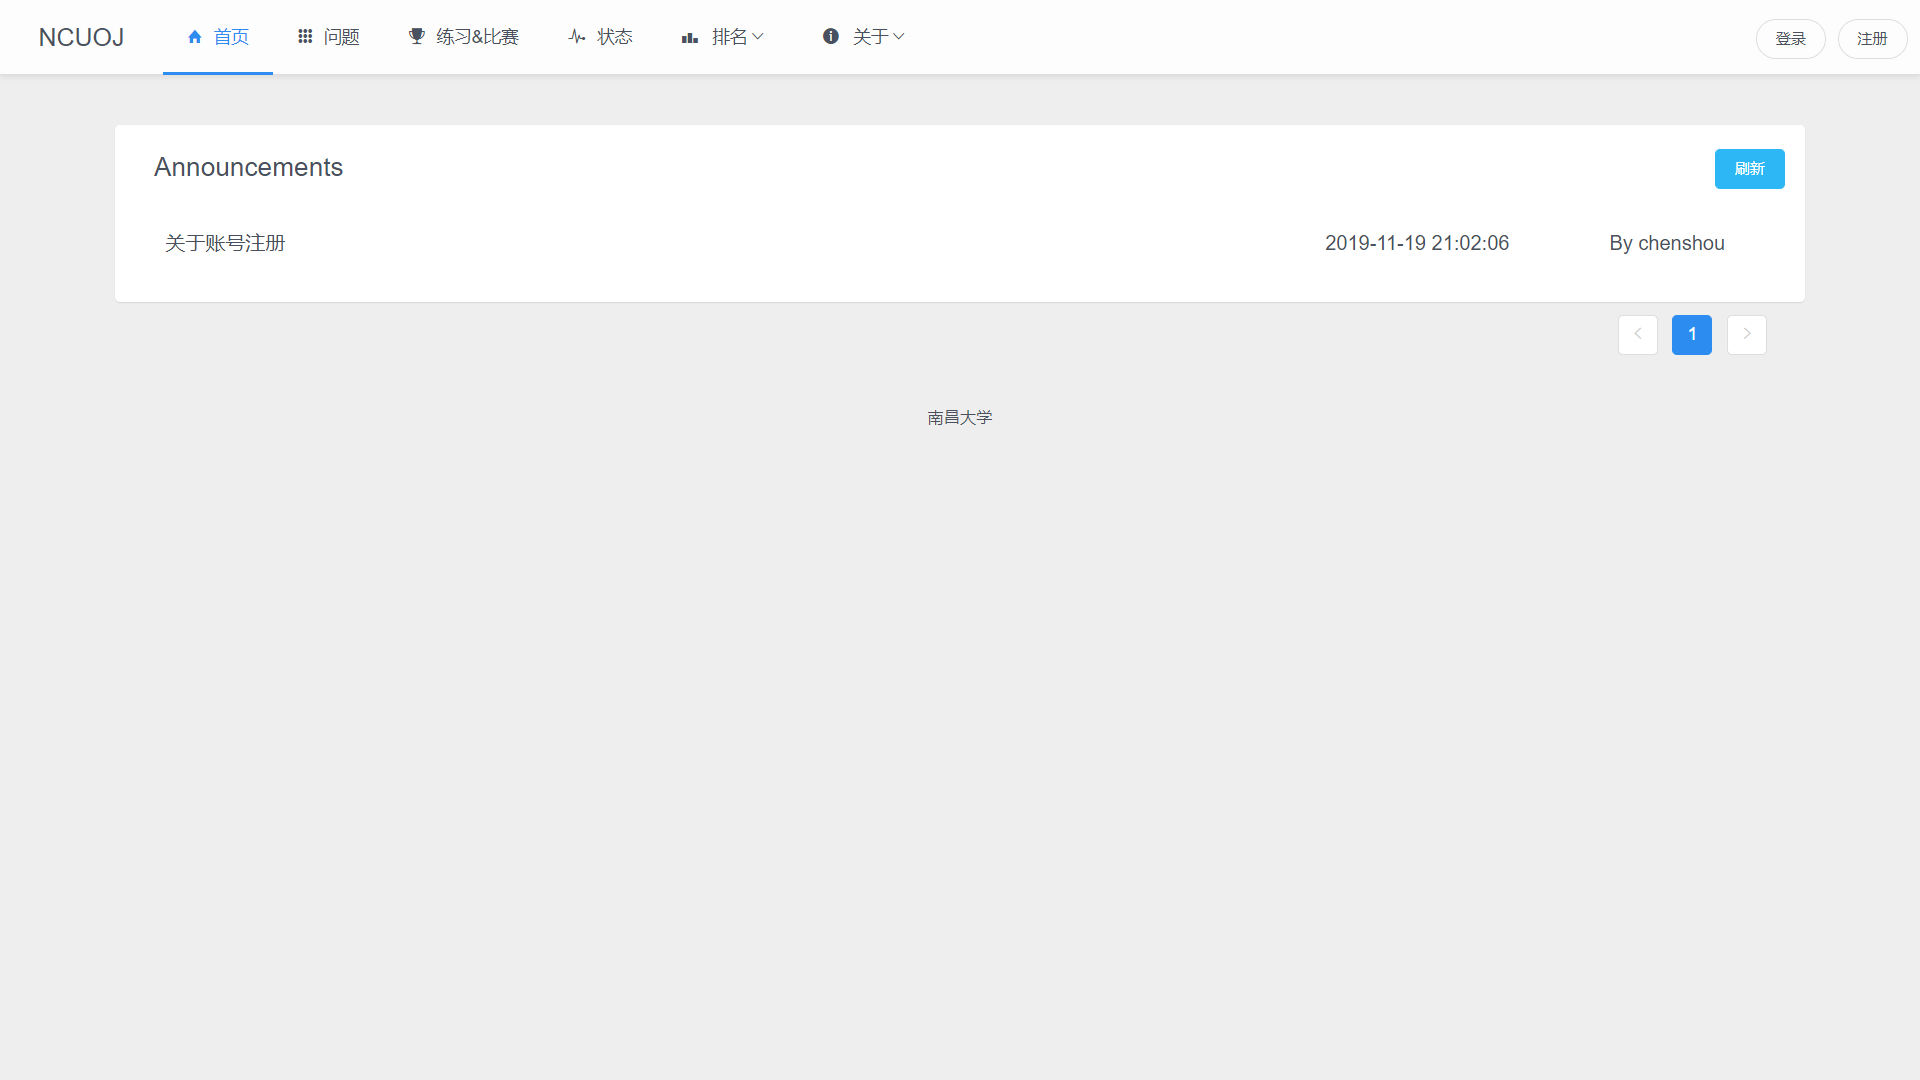 NCUOJ 首页 问题 练习&比赛 状态 排名 关于 登录 注册
Announcements 刷新
关于账号注册 2019-11-19 21:02:06 By chenshou
1
南昌大学